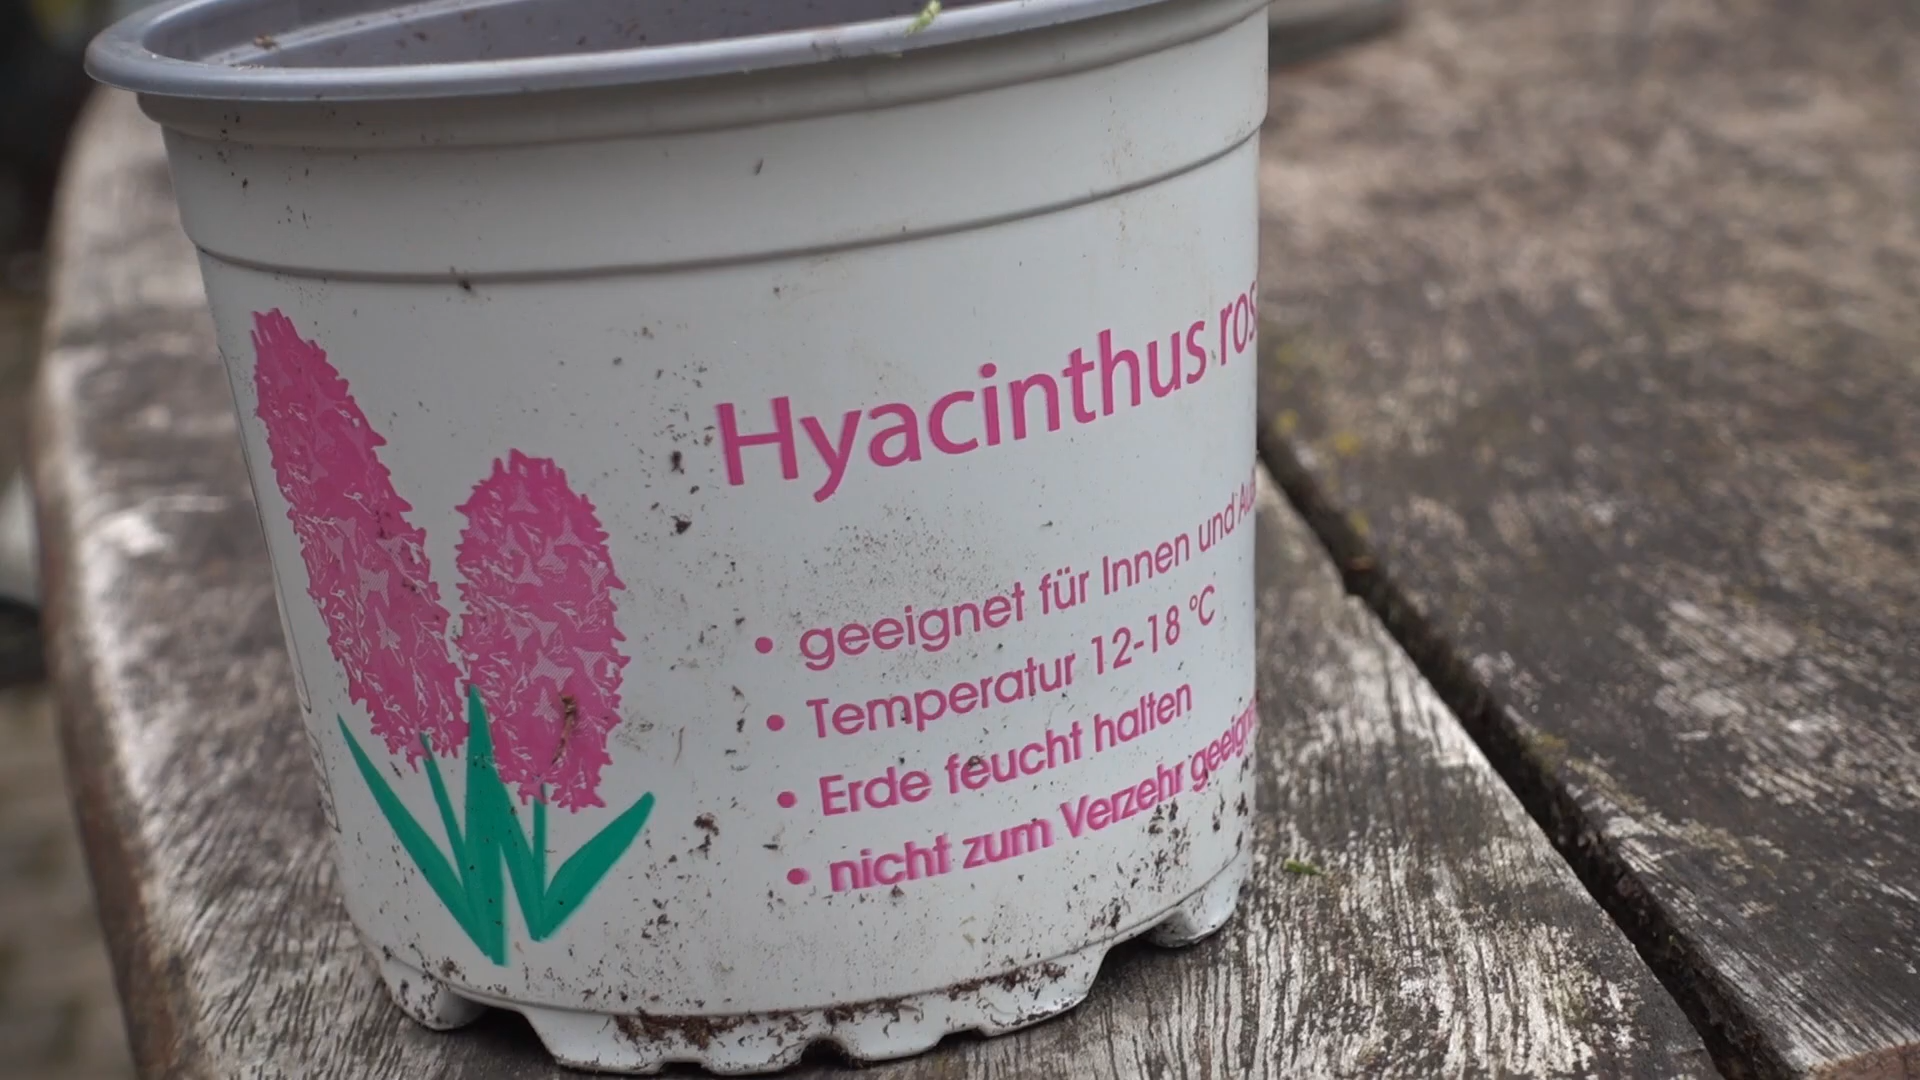 Hyacinthus
• geeignet für Innen und
• Temperatur 12-18 °C
• Erde feucht halten
• nicht zum Verzehr